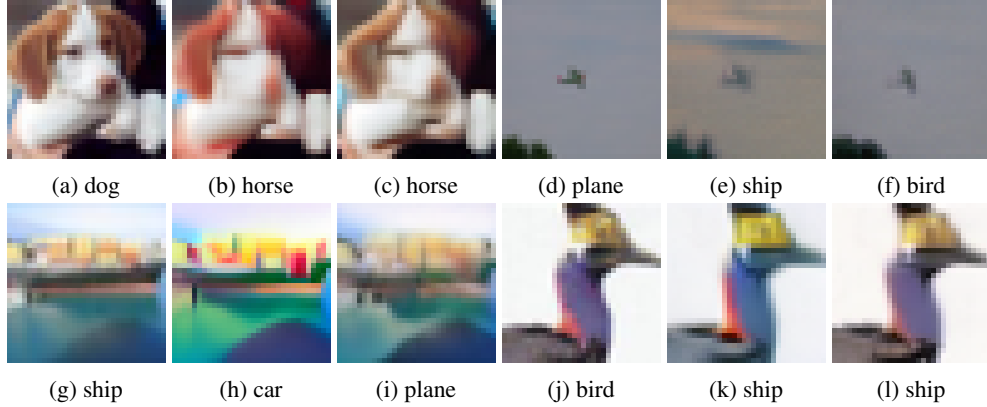 (a) dog (b) horse (c) horse (d) plane (e) ship (f) bird
(g) ship (h) car (i) plane (j) bird (k) ship (l) ship